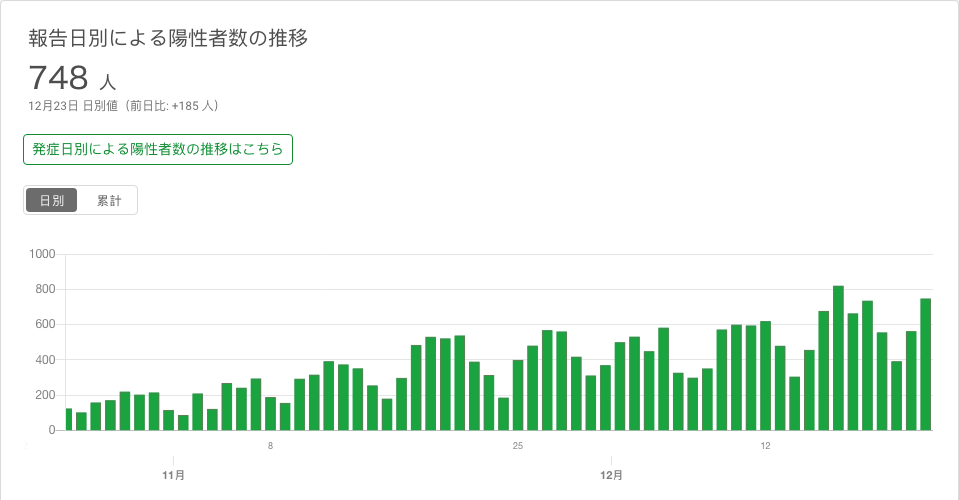 報告日別による陽性者数の推移
748 人
12月23日 日別値（前日比: +185 人）
発症日別による陽性者数の推移はこちら
日別 累計
1000
800
600
400
200
0
8 25 12
11月 12月